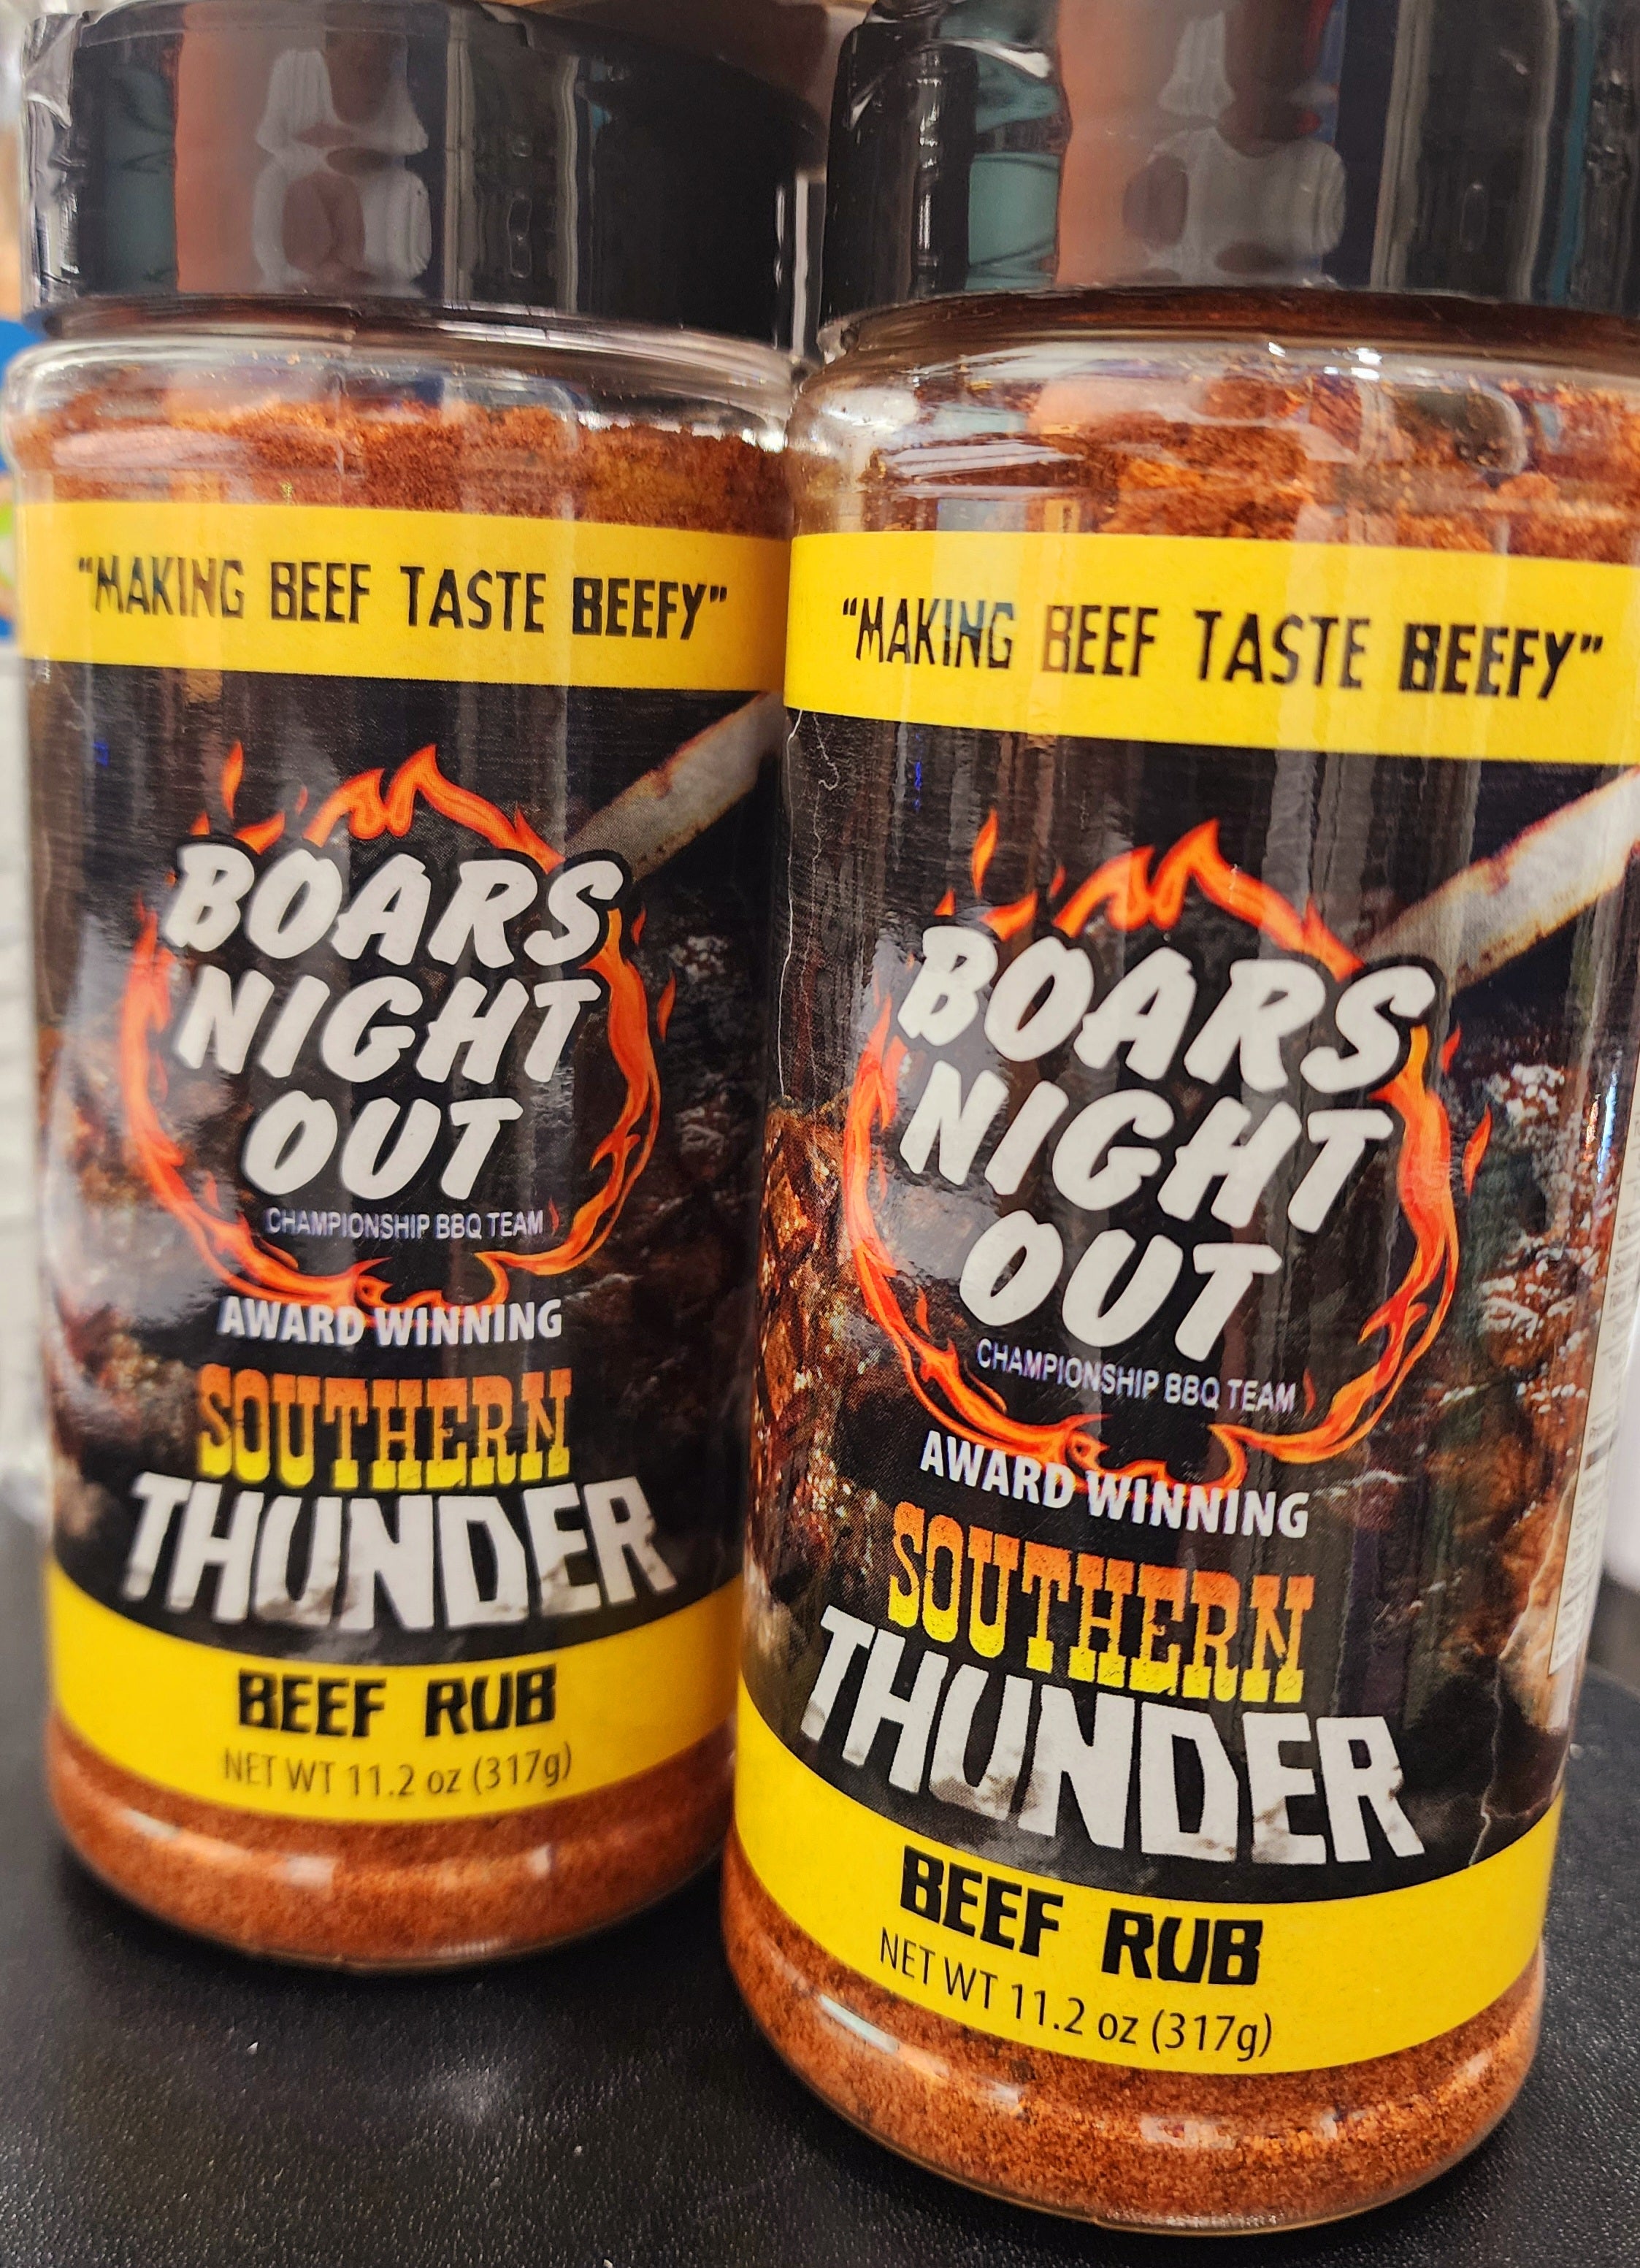 "MAKING BEEF TASTE BEEFY"
BOARS
NIGHT
OUT
CHAMPIONSHIP BBQ TEAM
AWARD WINNING
SOUTHERN
THUNDER
BEEF RUB
NET WT 11.2 oz (317g)
"MAKING BEEF TASTE BEEFY"
BOARS
NIGHT
OUT
CHAMPIONSHIP BBQ TEAM
AWARD WINNING
SOUTHERN
THUNDER
BEEF RUB
NET WT 11.2 oz (317g)